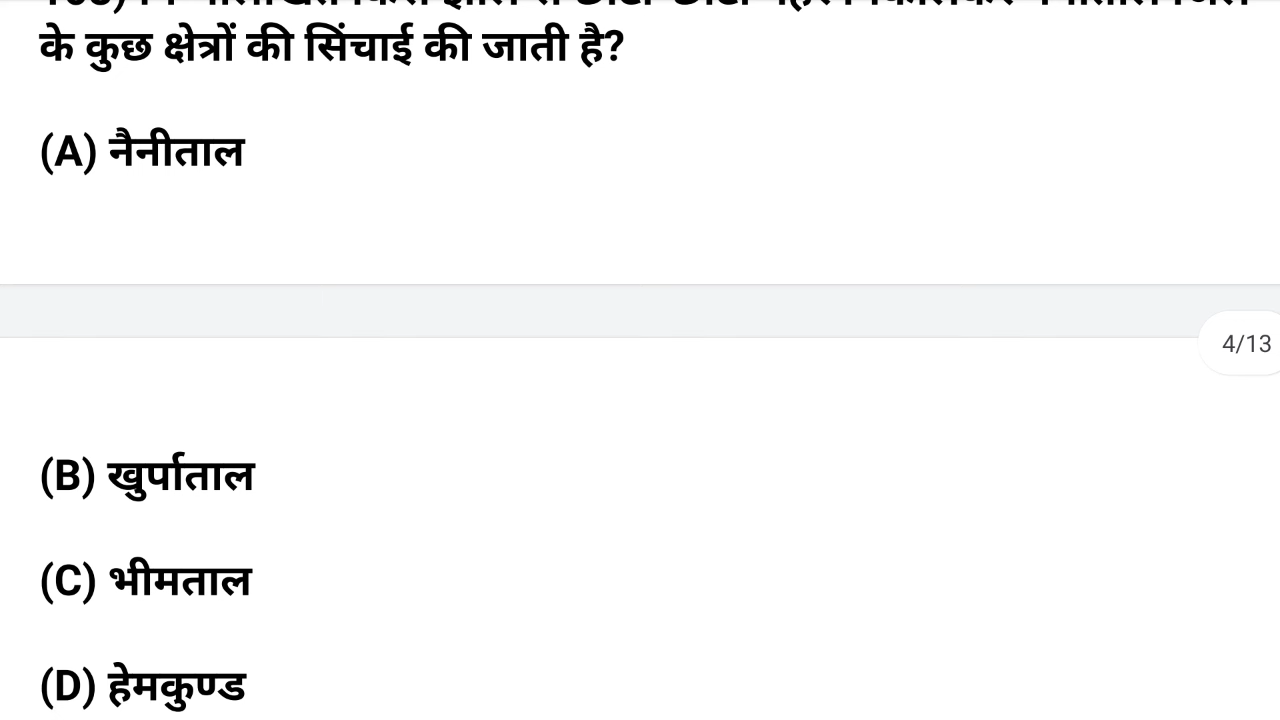 के कुछ क्षेत्रों की सिंचाई की जाती है?
(A) नैनीताल
4/13
(B) खुर्पाताल
(C) भीमताल
(D) हेमकुण्ड